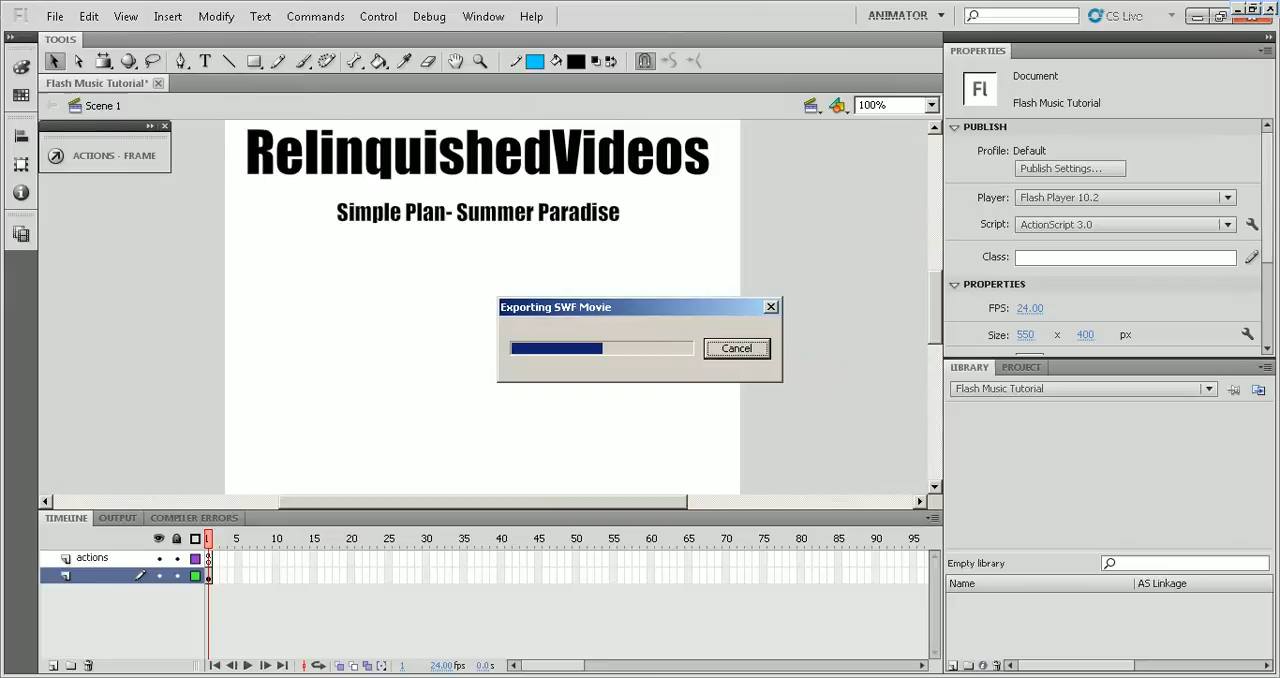 Fl File Edit View Insert Modify Text Commands Control Debug Window Help ANIMATOR CS Live
TOOLS
Flash Music Tutorial*
Scene 1 100%
ACTIONS - FRAME
RelinquishedVideos
Simple Plan- Summer Paradise
Exporting SWF Movie
Cancel
PROPERTIES
Fl
Document
Flash Music Tutorial
PUBLISH
Profile: Default
Publish Settings...
Player: Flash Player 10.2
Script: ActionScript 3.0
Class:
PROPERTIES
FPS: 24.00
Size: 550 x 400 px
LIBRARY PROJECT
Flash Music Tutorial
Empty library
Name AS Linkage
TIMELINE OUTPUT COMPILER ERRORS
1 5 10 15 20 25 30 35 40 45 50 55 60 65 70 75 80 85 90 95
actions
1 24.00 fps 0.0 s